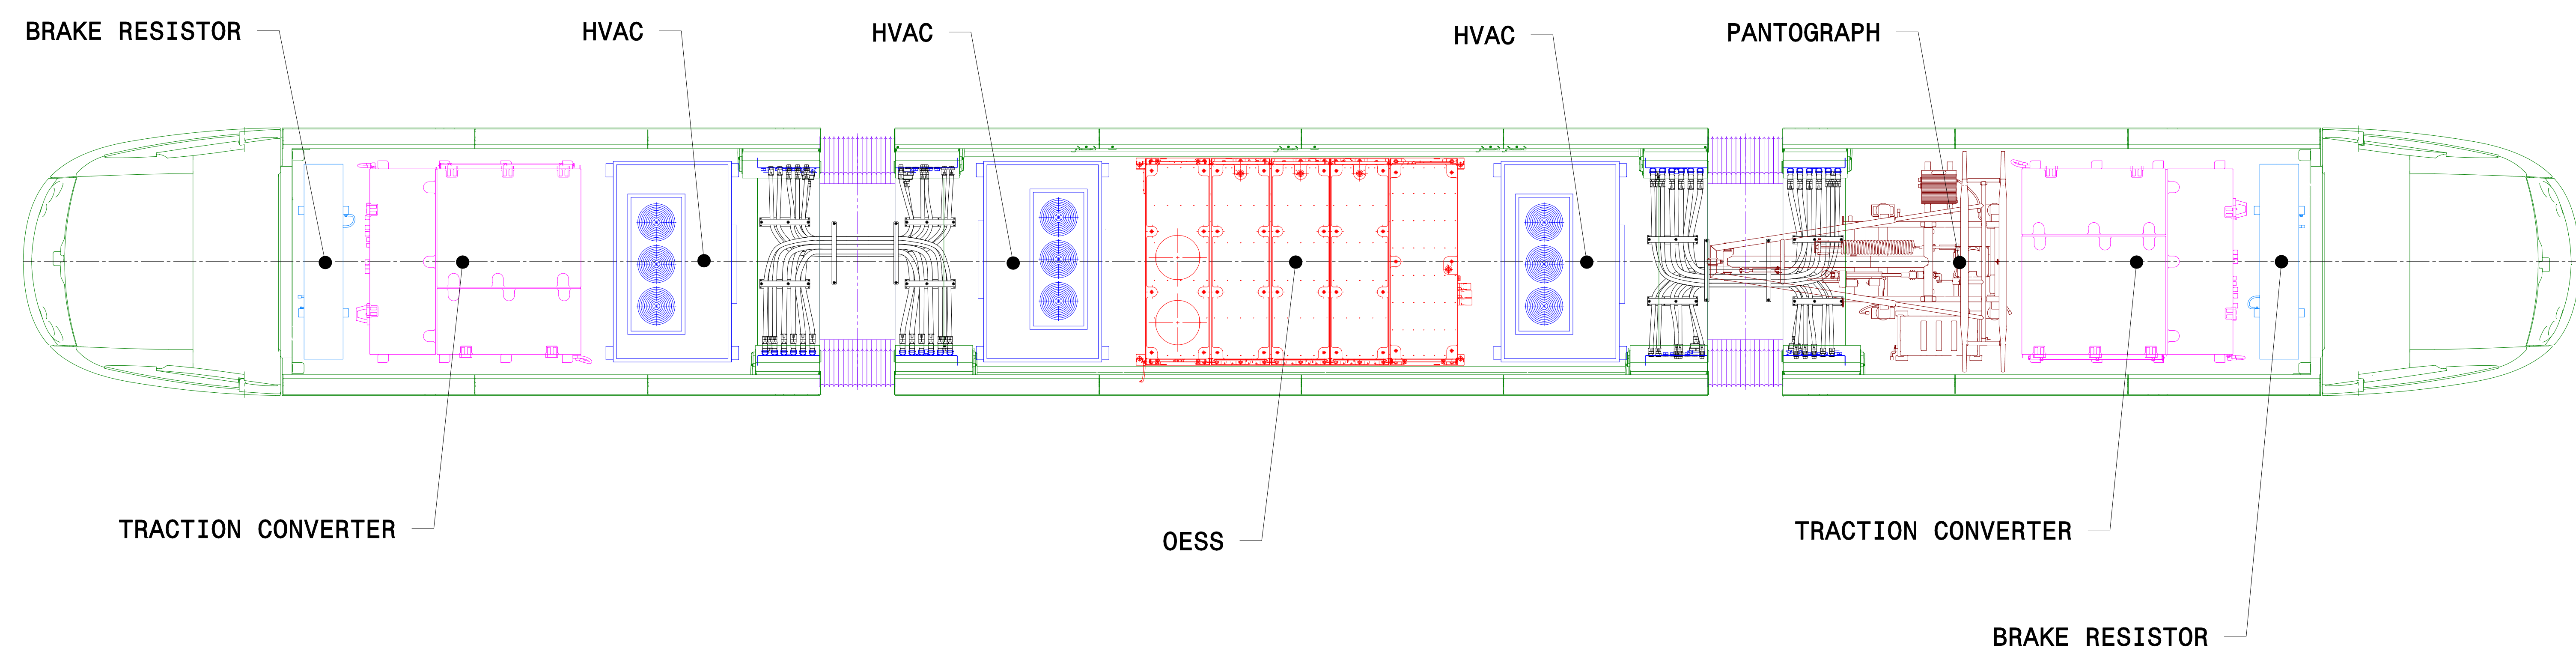 BRAKE RESISTOR
HVAC
HVAC
HVAC
PANTOGRAPH
TRACTION CONVERTER
OESS
TRACTION CONVERTER
BRAKE RESISTOR